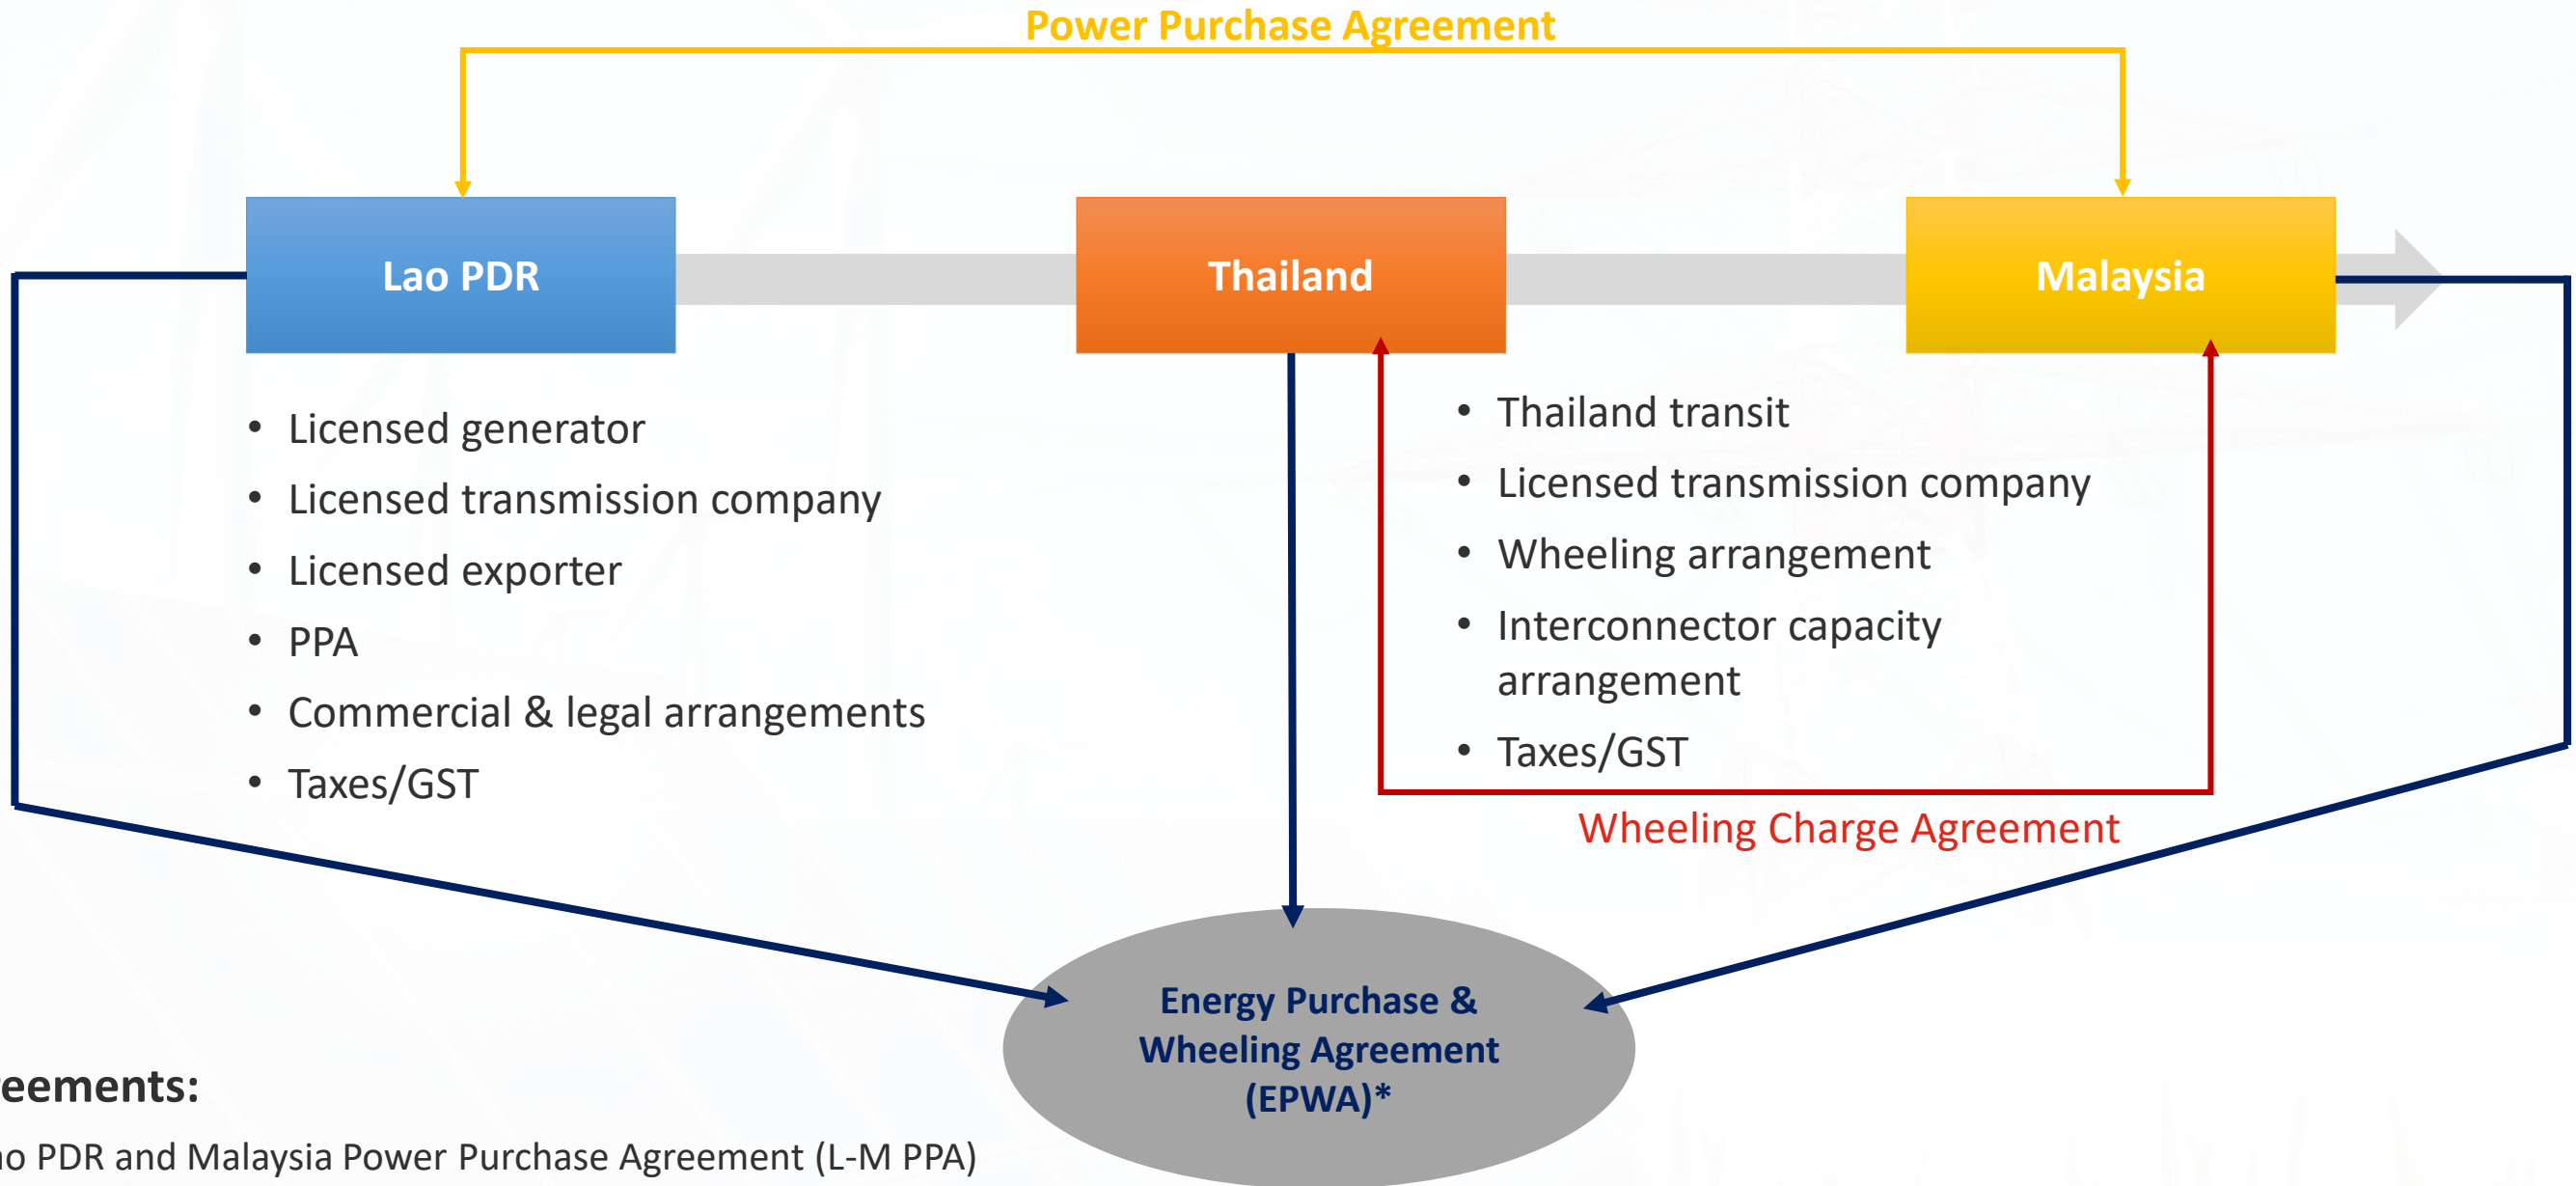 Power Purchase Agreement
Lao PDR
Thailand
Malaysia
• Licensed generator
• Licensed transmission company
• Licensed exporter
• PPA
• Commercial & legal arrangements
• Taxes/GST
• Thailand transit
• Licensed transmission company
• Wheeling arrangement
• Interconnector capacity
arrangement
• Taxes/GST
Wheeling Charge Agreement
Energy Purchase &
Wheeling Agreement
(EPWA)*
eements:
o PDR and Malaysia Power Purchase Agreement (L-M PPA)